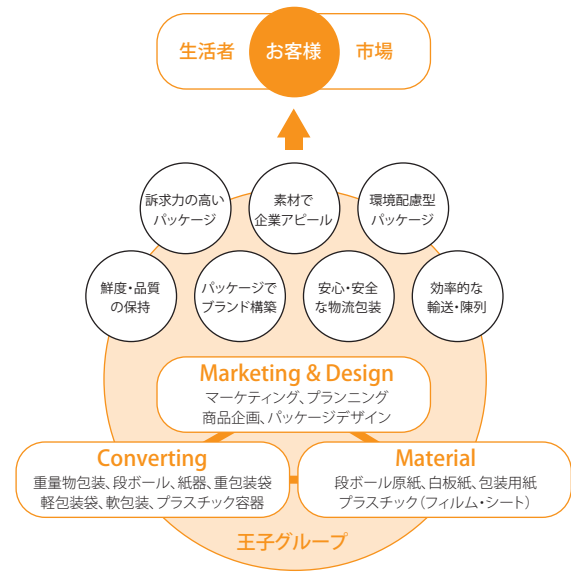 生活者 お客様 市場
訴求力の高い
パッケージ
素材で
企業アピール
環境配慮型
パッケージ
鮮度・品質
の保持
パッケージで
ブランド構築
安心・安全
な物流包装
効率的な
輸送・陳列
Marketing & Design
マーケティング、プランニング
商品企画、パッケージデザイン
Converting
重量物包装、段ボール、紙器、重包装袋
軽包装袋、軟包装、プラスチック容器
Material
段ボール原紙、白板紙、包装用紙
プラスチック（フィルム・シート）
王子グループ